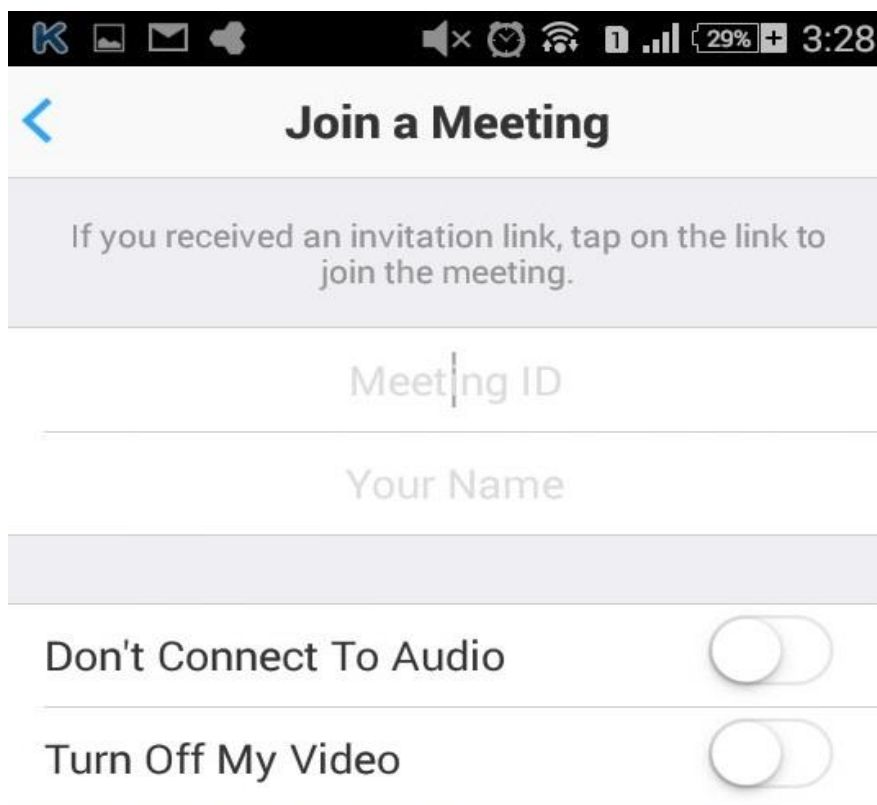 K 1 29% 3:28
Join a Meeting
If you received an invitation link, tap on the link to
join the meeting.
Meeting ID
Your Name
Don't Connect To Audio
Turn Off My Video